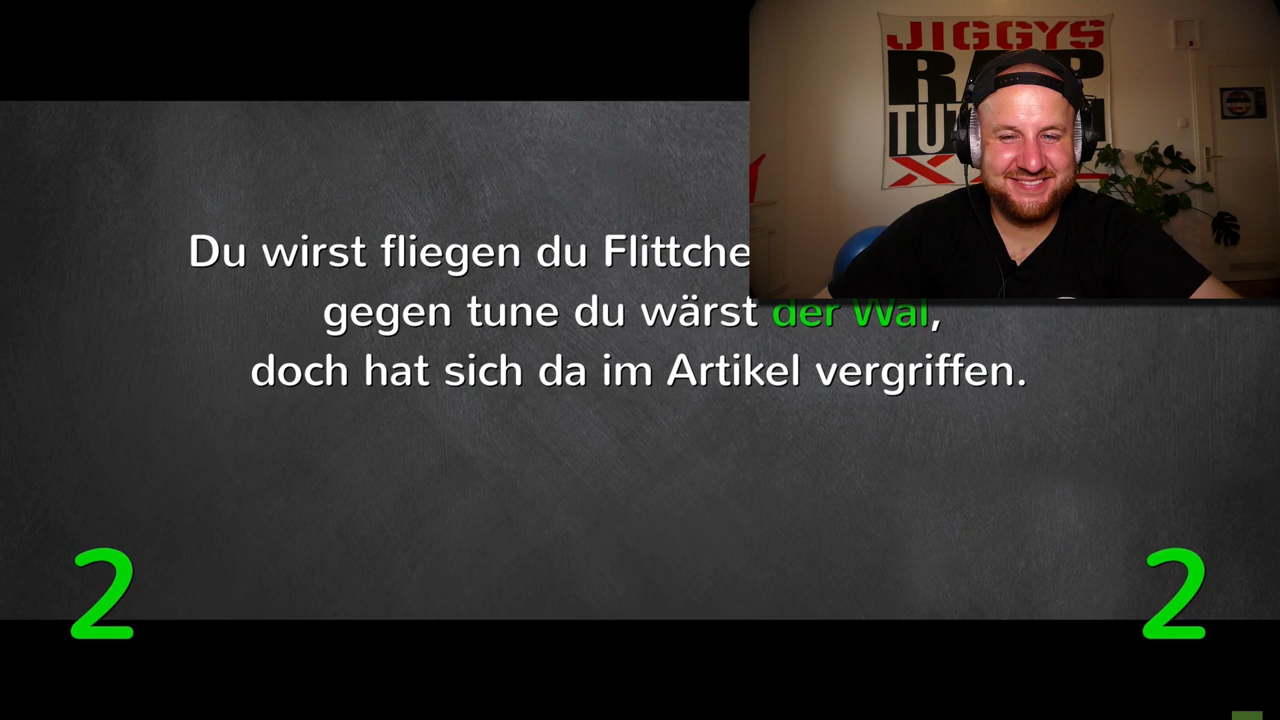 JIGGYS
Du wirst fliegen du
gegen tune du wärst der Wal,
doch hat sich da im Artikel vergriffen.
2
2